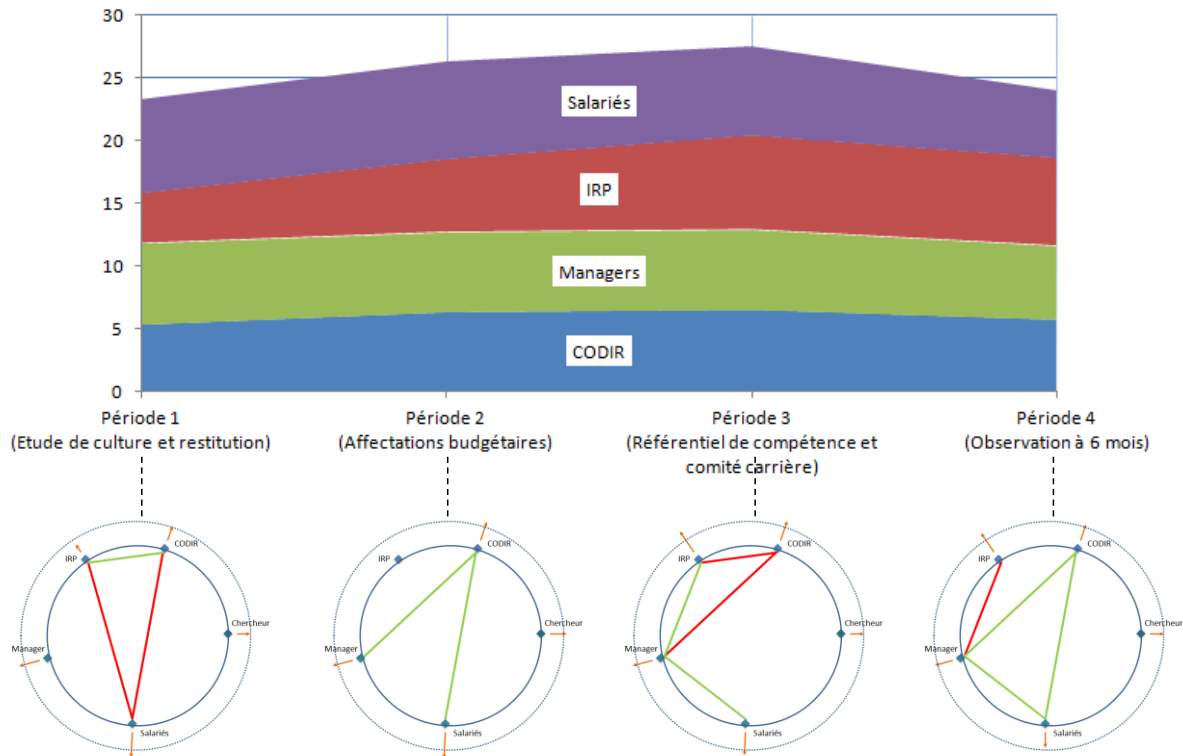 30
25
20
15
10
5
0
Salariés
IRP
Managers
CODIR
Période 1
(Etude de culture et restitution)
Période 2
(Affectations budgétaires)
Période 3
(Référentiel de compétence et
comité carrière)
Période 4
(Observation à 6 mois)
IRP
CODIR
Chercheur
Manager
Salariés
IRP
CODIR
Chercheur
Manager
Salariés
IRP
CODIR
Chercheur
Manager
Salariés
IRP
CODIR
Chercheur
Manager
Salariés